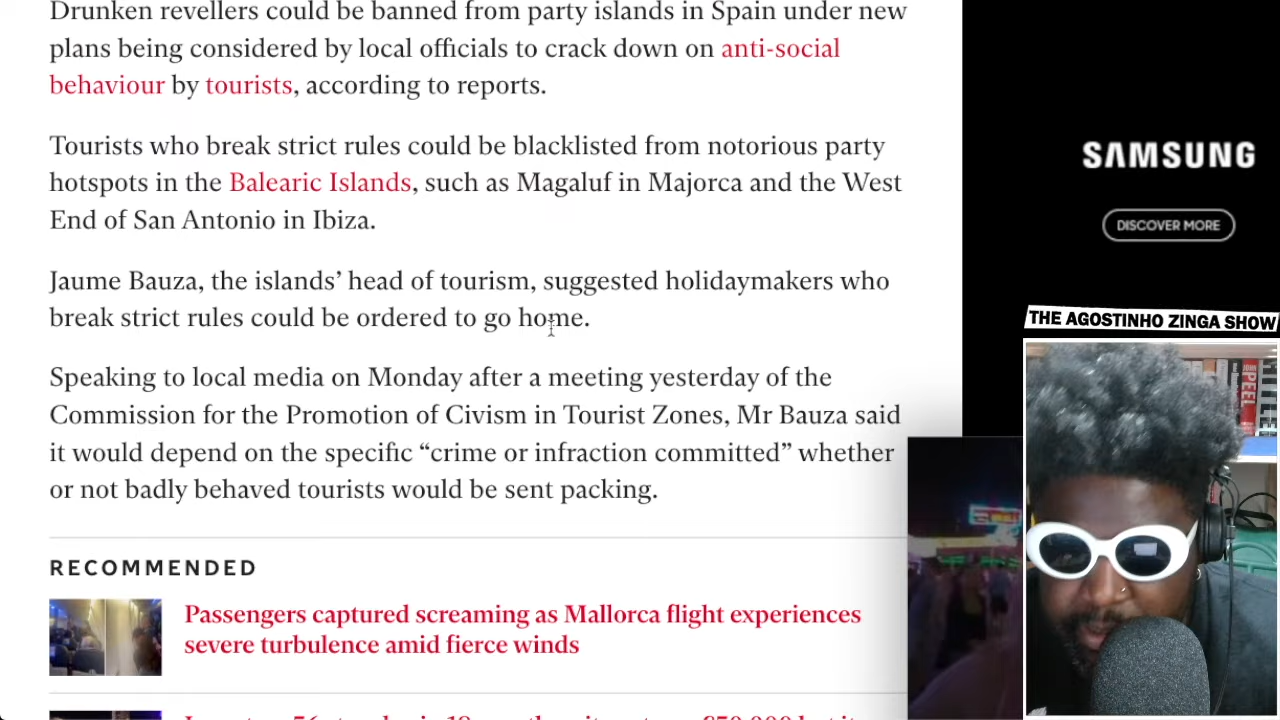 Drunken revellers could be banned from party islands in Spain under new
plans being considered by local officials to crack down on anti-social
behaviour by tourists, according to reports.
Tourists who break strict rules could be blacklisted from notorious party
hotspots in the Balearic Islands, such as Magaluf in Majorca and the West
End of San Antonio in Ibiza.
Jaume Bauza, the islands’ head of tourism, suggested holidaymakers who
break strict rules could be ordered to go home.
Speaking to local media on Monday after a meeting yesterday of the
Commission for the Promotion of Civism in Tourist Zones, Mr Bauza said
it would depend on the specific “crime or infraction committed” whether
or not badly behaved tourists would be sent packing.
RECOMMENDED
Passengers captured screaming as Mallorca flight experiences
severe turbulence amid fierce winds
SAMSUNG
DISCOVER MORE
THE AGOSTINHO ZINGA SHOW
PEEL